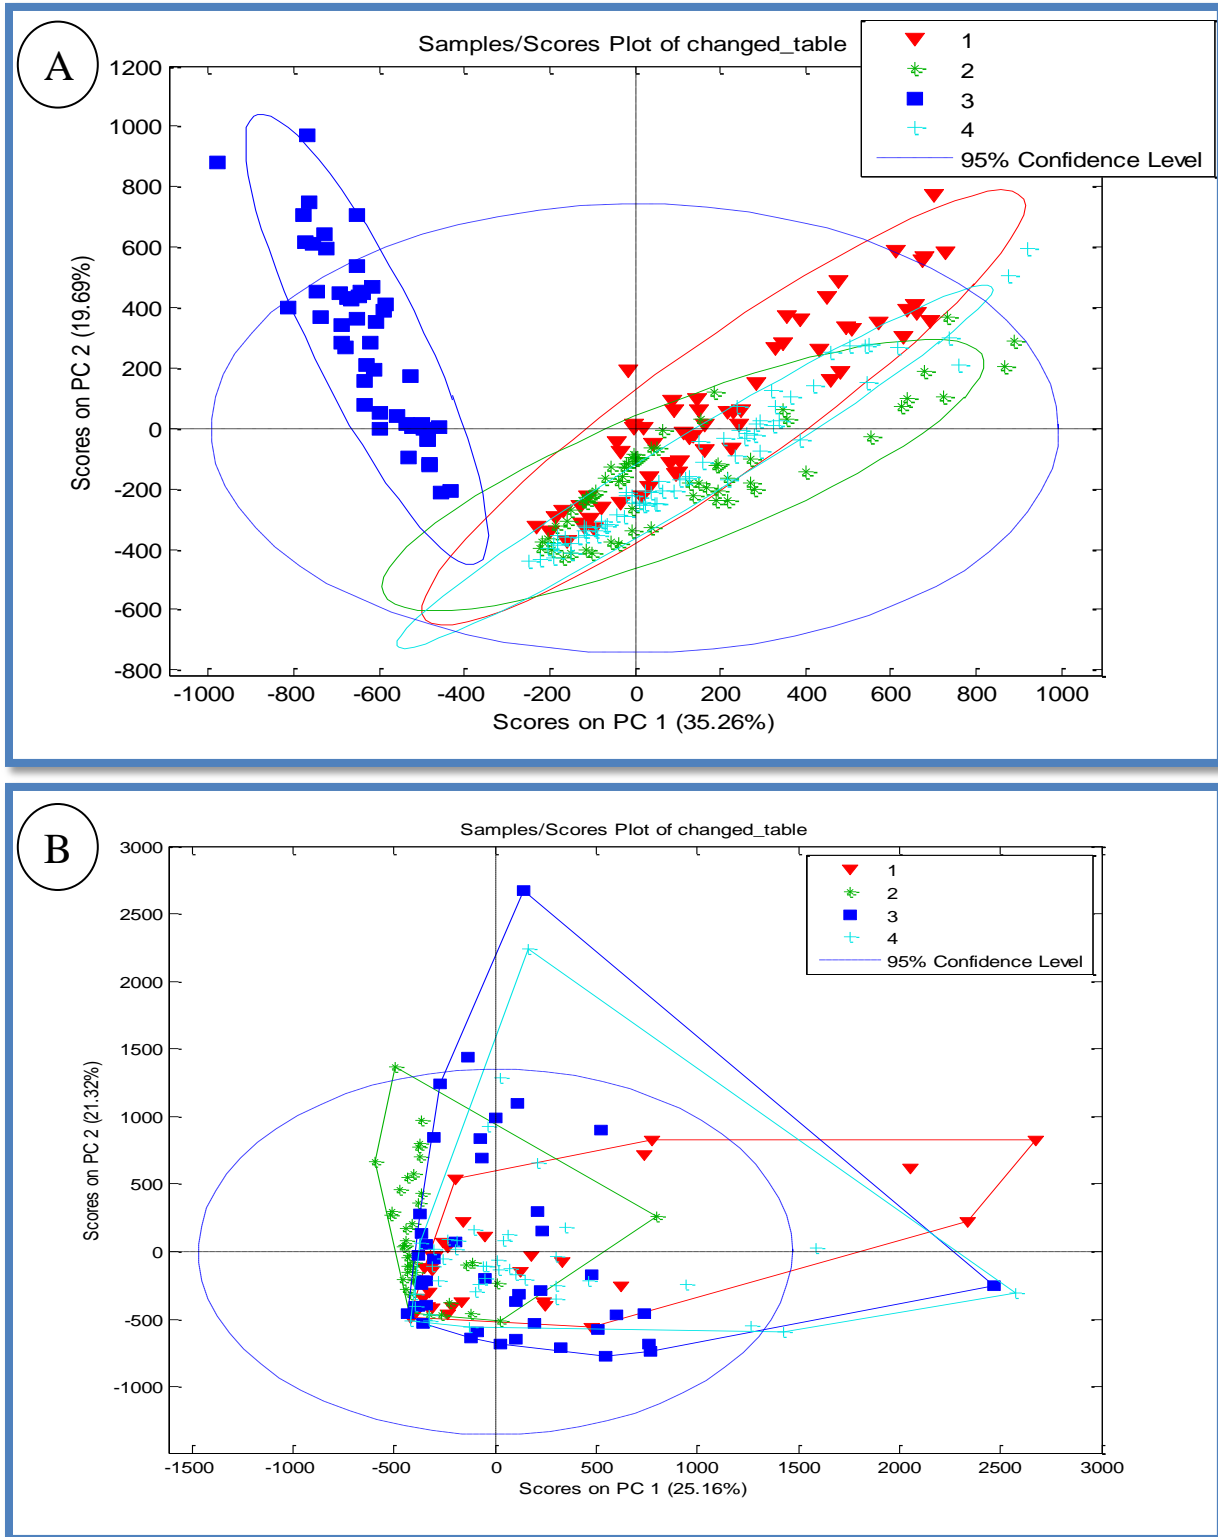 A
Samples/Scores Plot of changed_table
1
2
3
4
95% Confidence Level
1200
1000
800
600
400
200
0
-200
-400
-600
-800
Scores on PC 2 (19.69%)
-1000 -800 -600 -400 -200 0 200 400 600 800 1000
Scores on PC 1 (35.26%)
B
Samples/Scores Plot of changed_table
1
2
3
4
95% Confidence Level
3000
2500
2000
1500
1000
500
0
-500
-1000
Scores on PC 2 (21.32%)
-1500 -1000 -500 0 500 1000 1500 2000 2500 3000
Scores on PC 1 (25.16%)